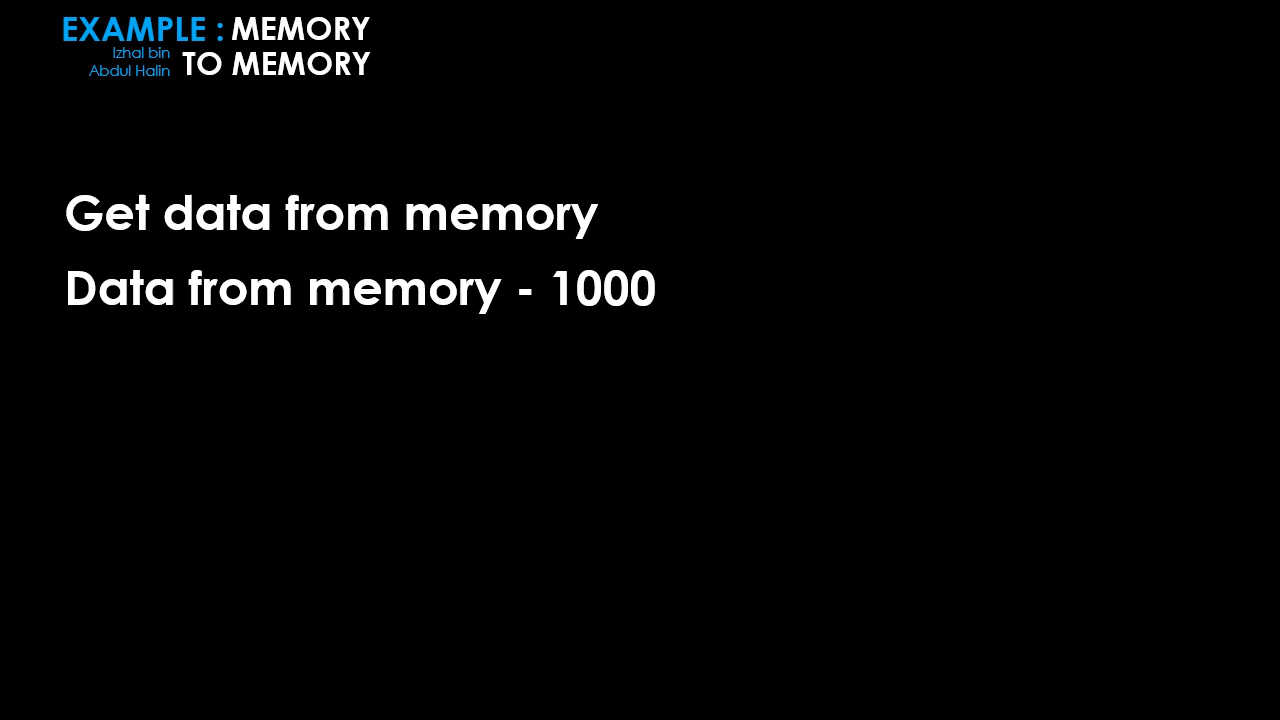 EXAMPLE : MEMORY
Izhal bin
Abdul Halin
TO MEMORY
Get data from memory
Data from memory - 1000